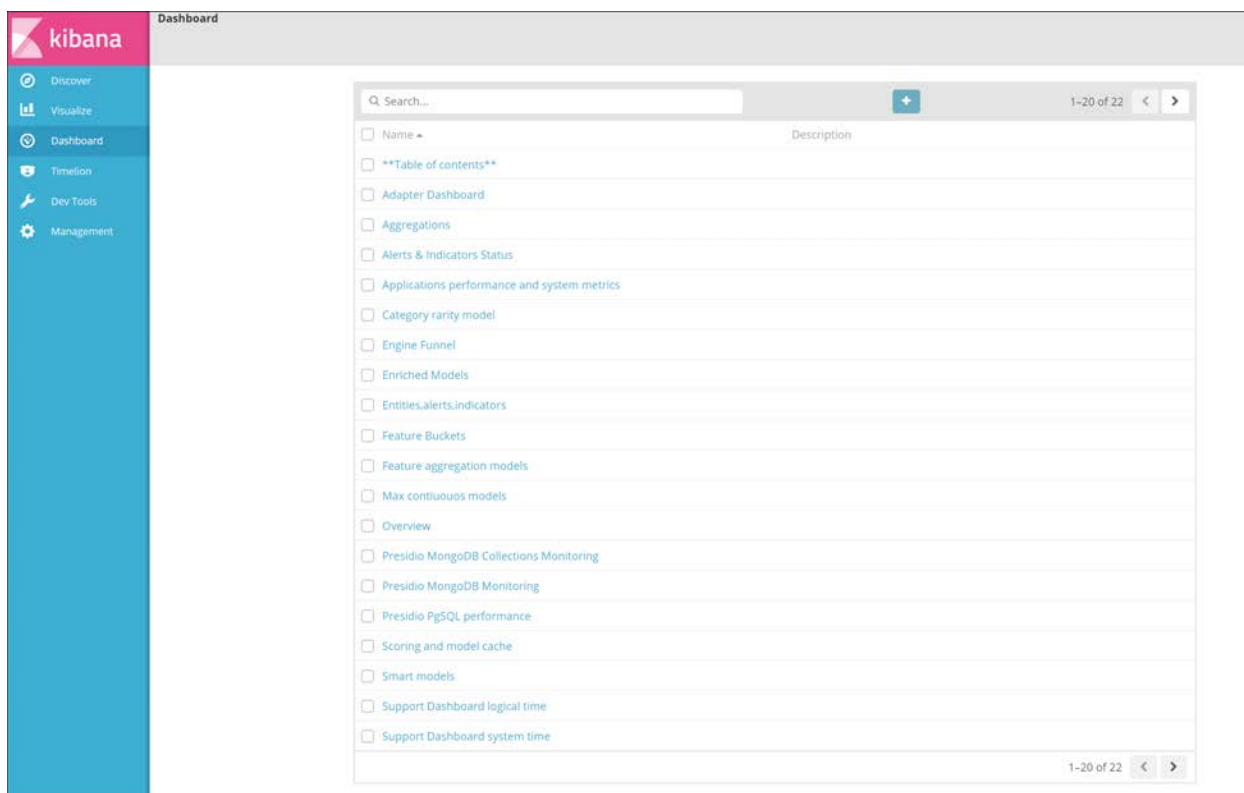 kibana
Dashboard
Discover
Visualize
Dashboard
Timelion
Dev Tools
Management
Search...
1–20 of 22
Name
Description
**Table of contents**
Adapter Dashboard
Aggregations
Alerts & Indicators Status
Applications performance and system metrics
Category rarity model
Engine Funnel
Enriched Models
Entities,alerts,indicators
Feature Buckets
Feature aggregation models
Max contiuouos models
Overview
Presidio MongoDB Collections Monitoring
Presidio MongoDB Monitoring
Presidio PgSQL performance
Scoring and model cache
Smart models
Support Dashboard logical time
Support Dashboard system time
1–20 of 22